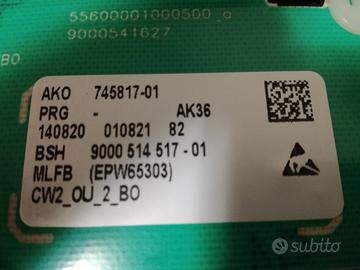 55600001000500_a
9000541627
BO
AKO 745817-01
PRG - AK36
140820 010821 82
BSH 9000 514 517 - 01
MLFB (EPW65303)
CW2_OU_2_BO
subito